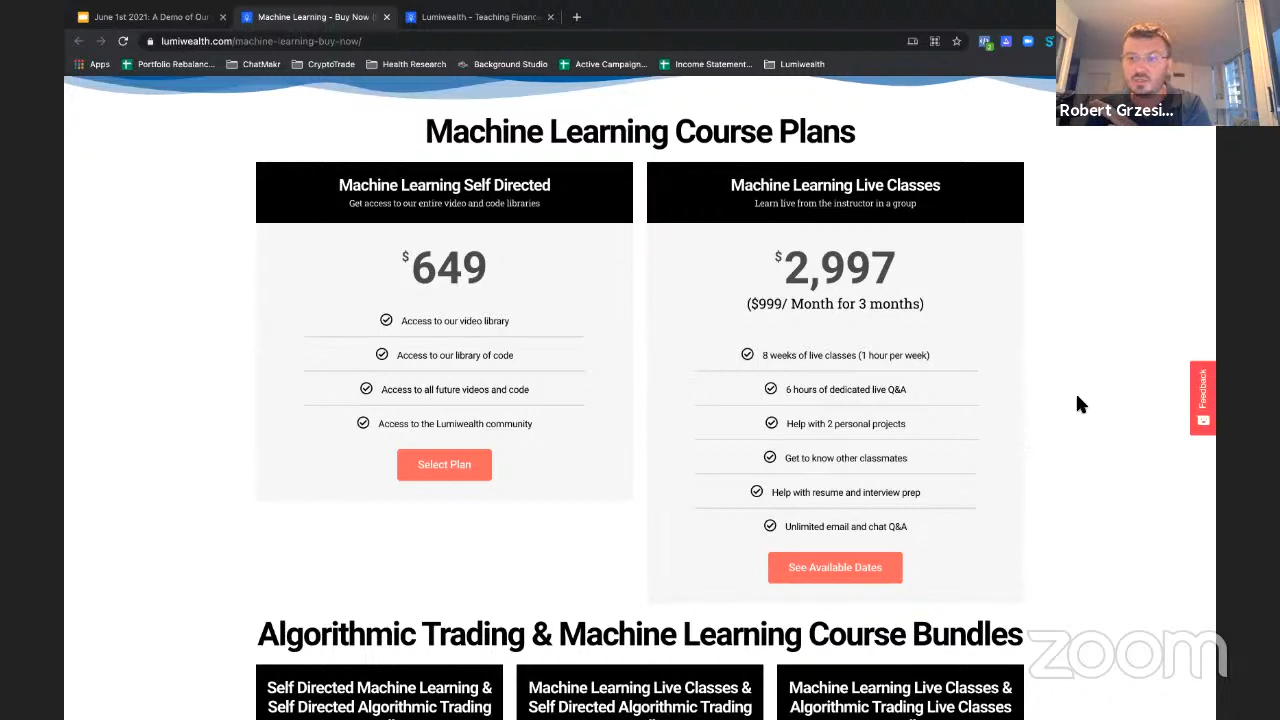 June 1st 2021: A Demo of Our
Machine Learning - Buy Now (
Lumiwealth - Teaching Financ
lumiwealth.com/machine-learning-buy-now/
Apps
Portfolio Rebalanc...
ChatMakr
CryptoTrade
Health Research
Background Studio
Active Campaign...
Income Statement...
Lumiwealth
Robert Grzesi...
Machine Learning Course Plans
Machine Learning Self Directed
Get access to our entire video and code libraries
$649
Access to our video library
Access to our library of code
Access to all future videos and code
Access to the Lumiwealth community
Select Plan
Machine Learning Live Classes
Learn live from the instructor in a group
$2,997
($999/ Month for 3 months)
8 weeks of live classes (1 hour per week)
6 hours of dedicated live Q&A
Help with 2 personal projects
Get to know other classmates
Help with resume and interview prep
Unlimited email and chat Q&A
See Available Dates
Feedback
Algorithmic Trading & Machine Learning Course Bundles
zoom
Self Directed Machine Learning &
Self Directed Algorithmic Trading
Machine Learning Live Classes &
Self Directed Algorithmic Trading
Machine Learning Live Classes &
Algorithmic Trading Live Classes